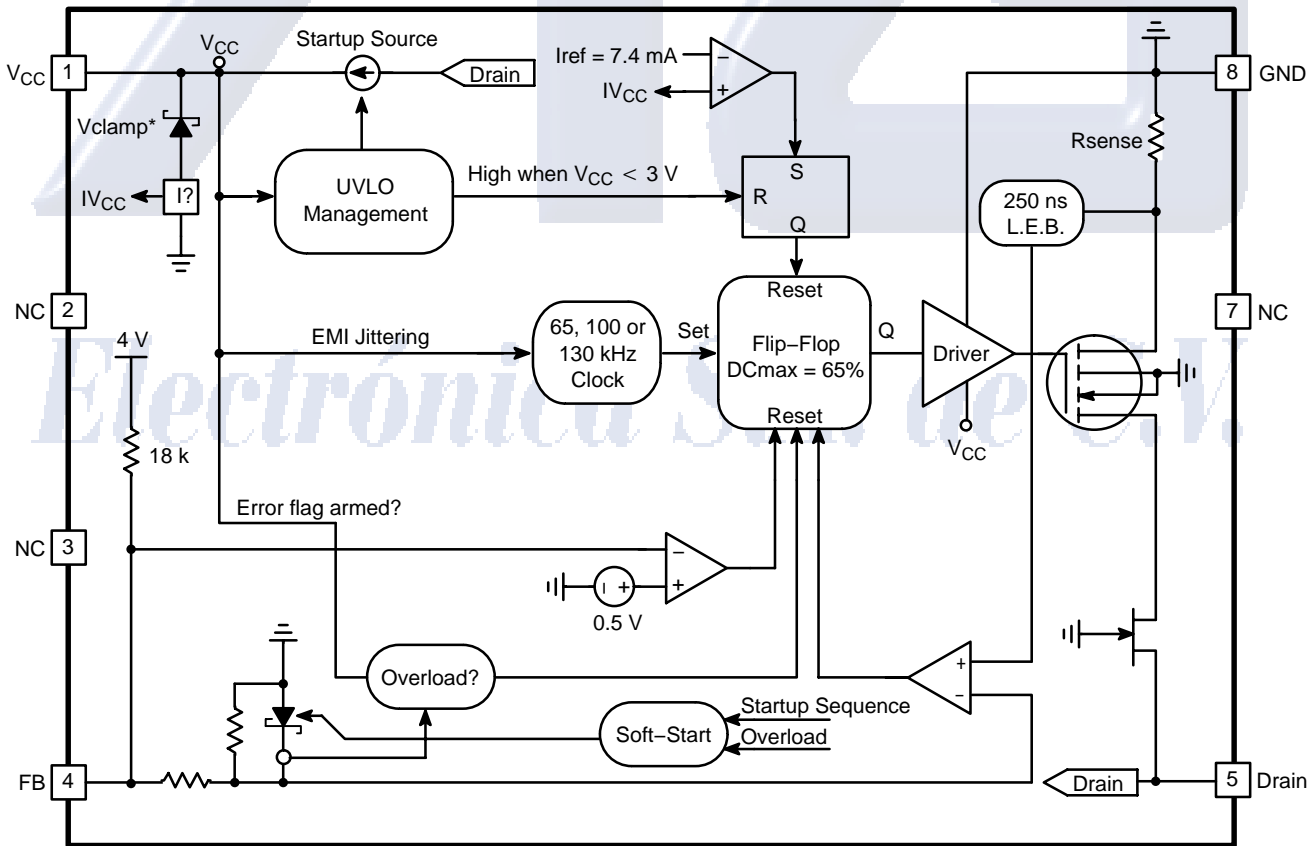 Startup Source
VCC
VCC 1
Drain
Iref = 7.4 mA
−
+
IVCC
8 GND
Vclamp*
Rsense
IVCC
I?
UVLO
Management
High when VCC < 3 V
S
R
Q
250 ns
L.E.B.
NC 2
7 NC
4 V
EMI Jittering
65, 100 or
130 kHz
Clock
Set
Reset
Flip−Flop
DCmax = 65%
Reset
Q
Driver
VCC
Electrónica S.A. de C.V.
18 k
Error flag armed?
NC 3
−
+
0.5 V
Overload?
+
−
Soft−Start
Startup Sequence
Overload
FB 4
Drain
5 Drain